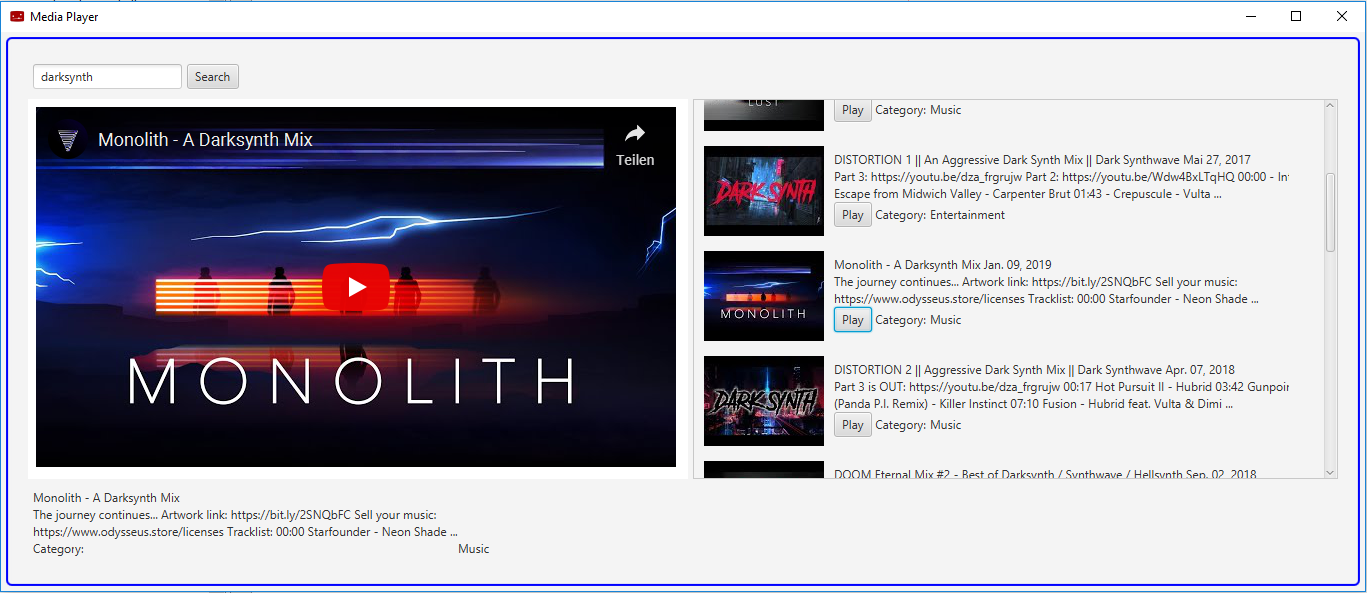 Media Player
darksynth
Search
Monolith - A Darksynth Mix
Teilen
MONOLITH
LUST
Play Category: Music
DARK SYNTH
DISTORTION 1 || An Aggressive Dark Synth Mix || Dark Synthwave Mai 27, 2017
Part 3: https://youtu.be/dza_frgrujw Part 2: https://youtu.be/Wdw4BxLTqHQ 00:00 - In
Escape from Midwich Valley - Carpenter Brut 01:43 - Crepuscule - Vulta ...
Play Category: Entertainment
MONOLITH
Monolith - A Darksynth Mix Jan. 09, 2019
The journey continues... Artwork link: https://bit.ly/2SNQbFC Sell your music:
https://www.odysseus.store/licenses Tracklist: 00:00 Starfounder - Neon Shade ...
Play Category: Music
DARK SYNTH
DISTORTION 2 || Aggressive Dark Synth Mix || Dark Synthwave Apr. 07, 2018
Part 3 is OUT: https://youtu.be/dza_frgrujw 00:17 Hot Pursuit II - Hubrid 03:42 Gunpoin
(Panda P.I. Remix) - Killer Instinct 07:10 Fusion - Hubrid feat. Vulta & Dimi ...
Play Category: Music
DOOM Eternal Mix #2 - Best of Darksynth / Synthwave / Hellsynth Sep. 02, 2018
Monolith - A Darksynth Mix
The journey continues... Artwork link: https://bit.ly/2SNQbFC Sell your music:
https://www.odysseus.store/licenses Tracklist: 00:00 Starfounder - Neon Shade ...
Category: Music